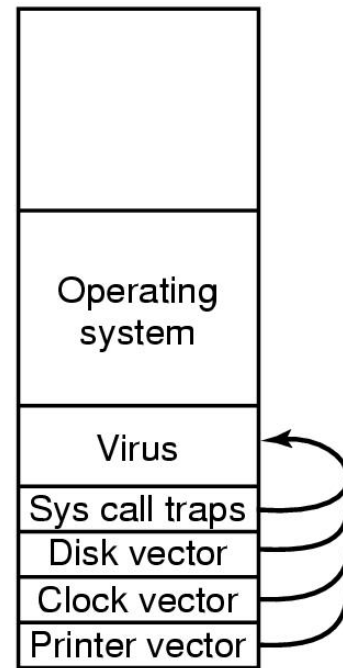 Operating
system
Virus
Sys call traps
Disk vector
Clock vector
Printer vector